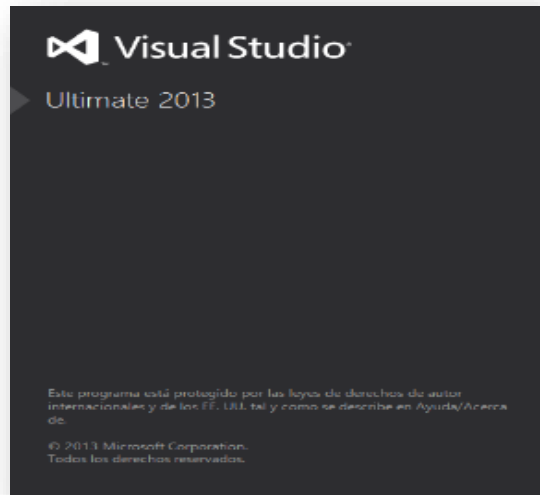 Visual Studio
Ultimate 2013
Este programa está protegido por las leyes de derechos de autor
internacionales y de los EE. UU. tal y como se describe en Ayuda/Acerca
de.
© 2013 Microsoft Corporation.
Todos los derechos reservados.